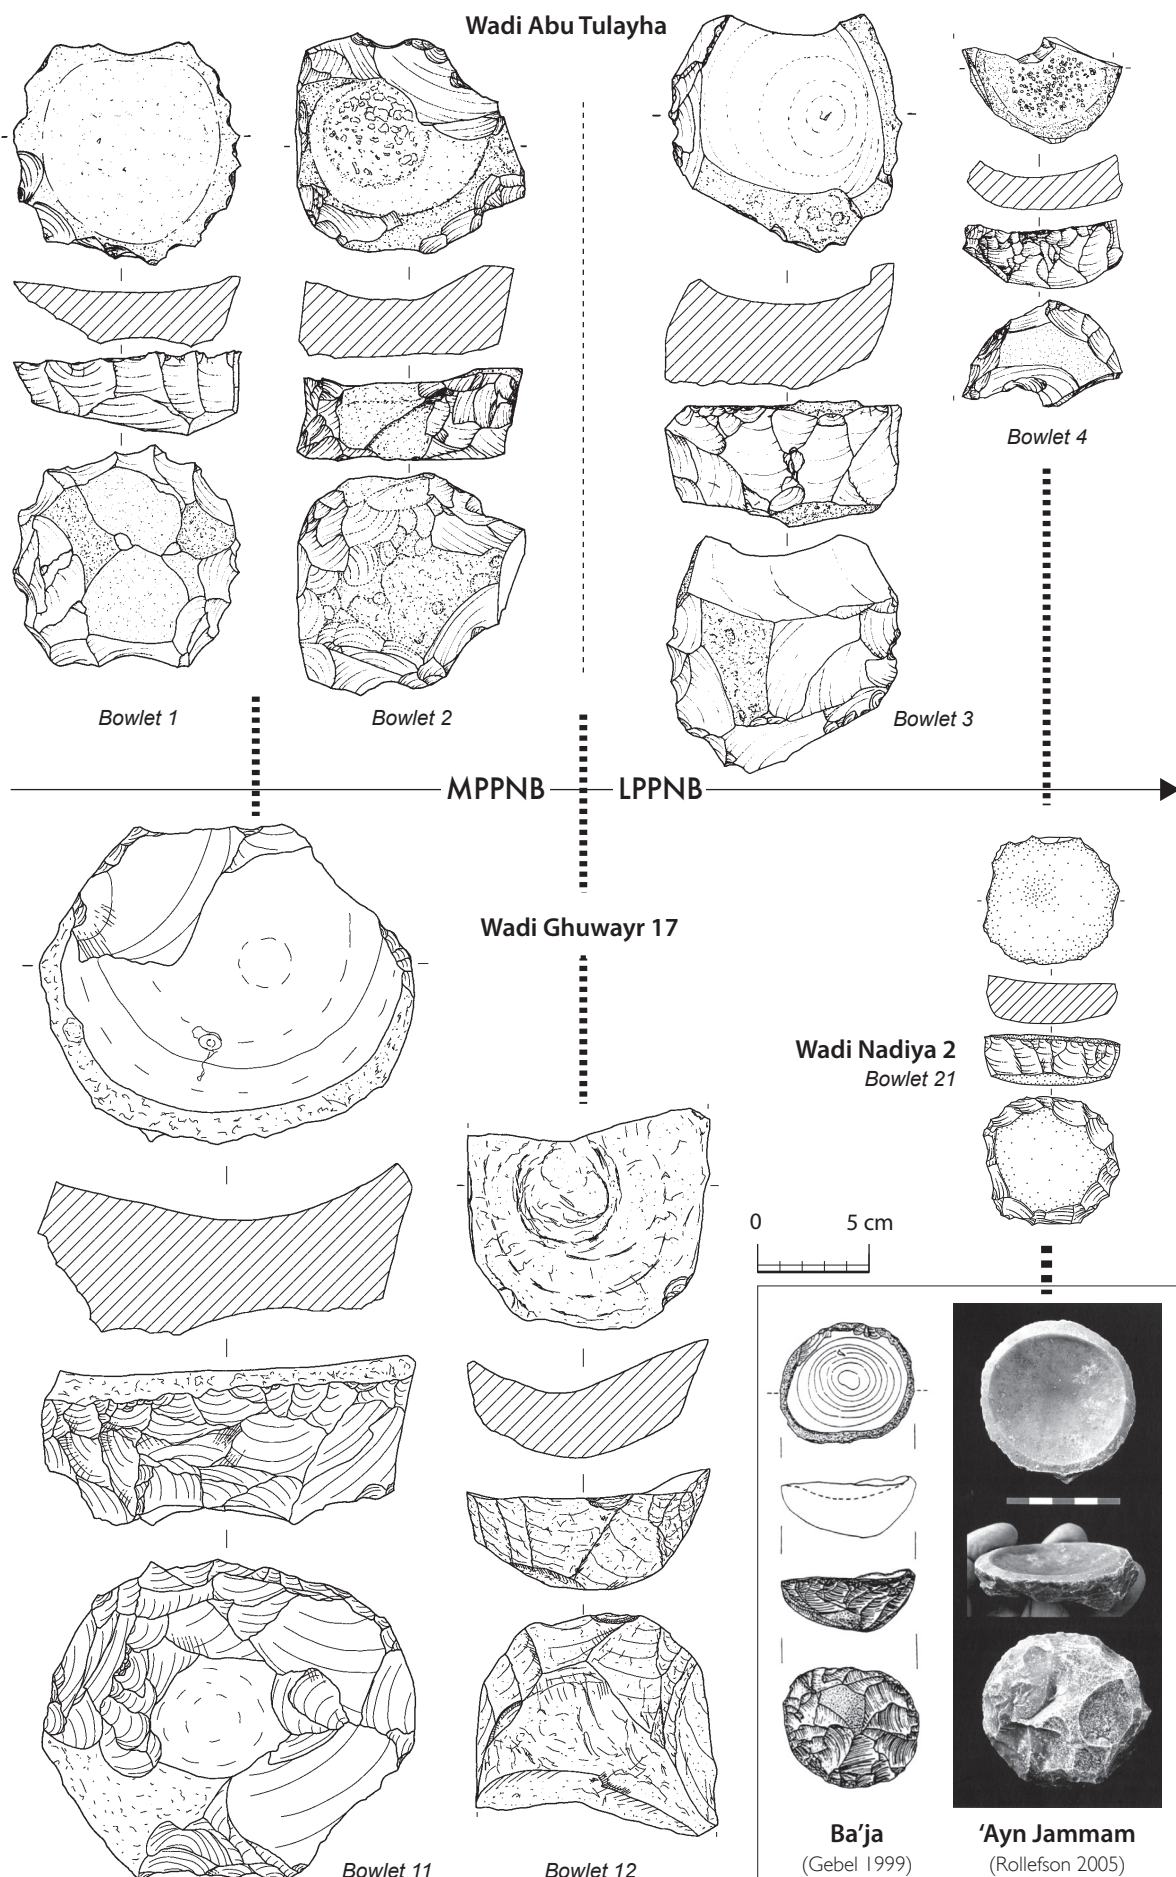 Wadi Abu Tulayha
Bowlet 4
Bowlet 1
Bowlet 2
Bowlet 3
MPPNB
LPPNB
Wadi Ghuwayr 17
Wadi Nadiya 2
Bowlet 21
0 5 cm
Ba’ja
(Gebel 1999)
‘Ayn Jammam
(Rollefson 2005)
Bowlet 11
Bowlet 12